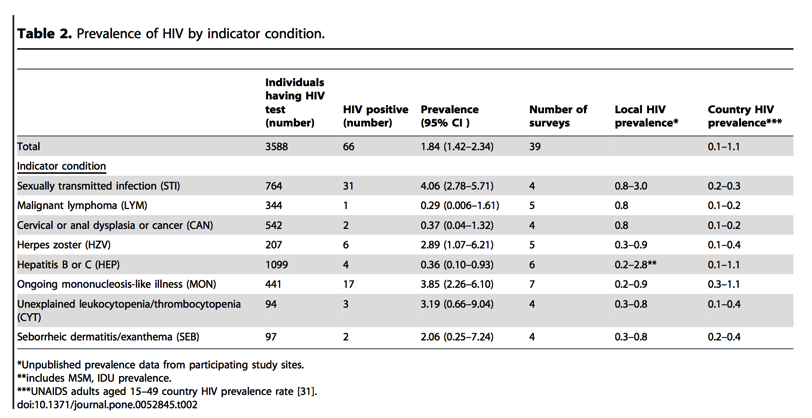 Table 2. Prevalence of HIV by indicator condition.
Individuals having HIV test (number) HIV positive (number) Prevalence (95% CI ) Number of surveys Local HIV prevalence* Country HIV prevalence***
Total 3588 66 1.84 (1.42–2.34) 39 0.1–1.1
Indicator condition
Sexually transmitted infection (STI) 764 31 4.06 (2.78–5.71) 4 0.8–3.0 0.2–0.3
Malignant lymphoma (LYM) 344 1 0.29 (0.006–1.61) 5 0.8 0.1–0.2
Cervical or anal dysplasia or cancer (CAN) 542 2 0.37 (0.04–1.32) 4 0.8 0.1–0.2
Herpes zoster (HZV) 207 6 2.89 (1.07–6.21) 5 0.3–0.9 0.1–0.4
Hepatitis B or C (HEP) 1099 4 0.36 (0.10–0.93) 6 0.2–2.8** 0.1–1.1
Ongoing mononucleosis-like illness (MON) 441 17 3.85 (2.26–6.10) 7 0.2–0.9 0.3–1.1
Unexplained leukocytopenia/thrombocytopenia (CYT) 94 3 3.19 (0.66–9.04) 4 0.3–0.8 0.1–0.4
Seborrheic dermatitis/exanthema (SEB) 97 2 2.06 (0.25–7.24) 4 0.3–0.8 0.2–0.4
*Unpublished prevalence data from participating study sites.
**includes MSM, IDU prevalence.
***UNAIDS adults aged 15–49 country HIV prevalence rate [31].
doi:10.1371/journal.pone.0052845.t002